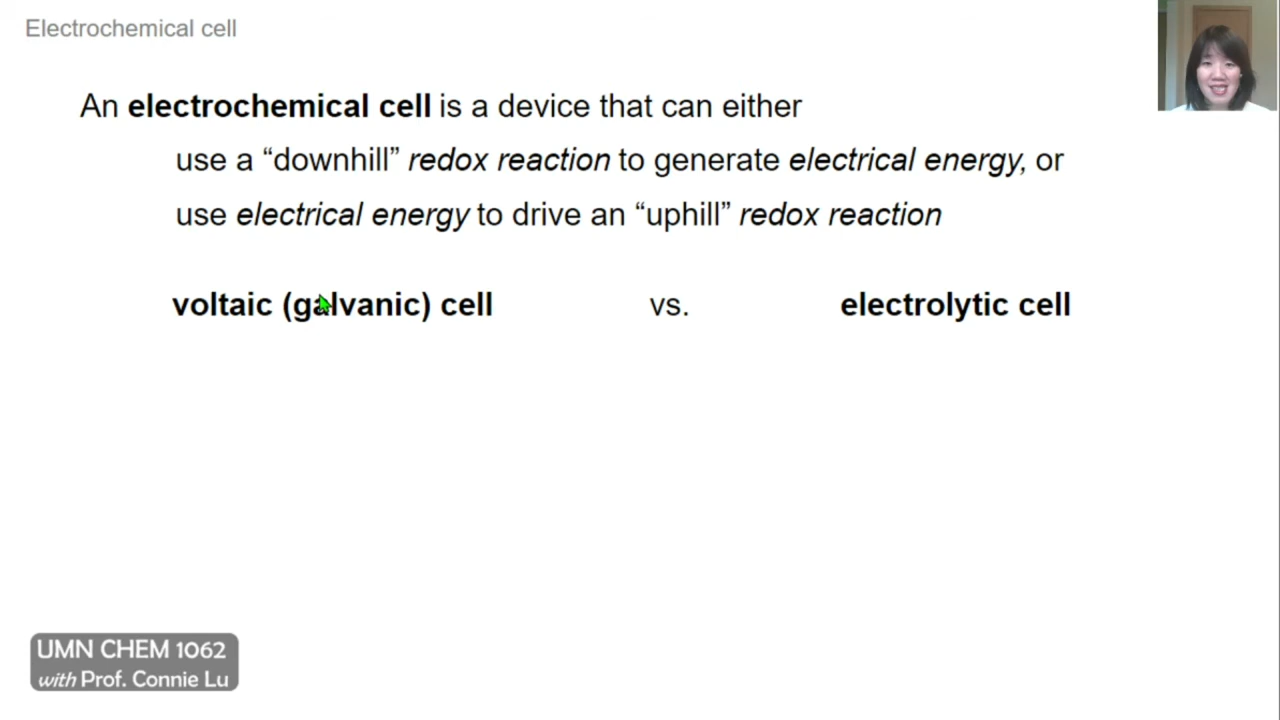 Electrochemical cell
An electrochemical cell is a device that can either
use a “downhill” redox reaction to generate electrical energy, or
use electrical energy to drive an “uphill” redox reaction
voltaic (galvanic) cell vs. electrolytic cell
UMN CHEM 1062
with Prof. Connie Lu